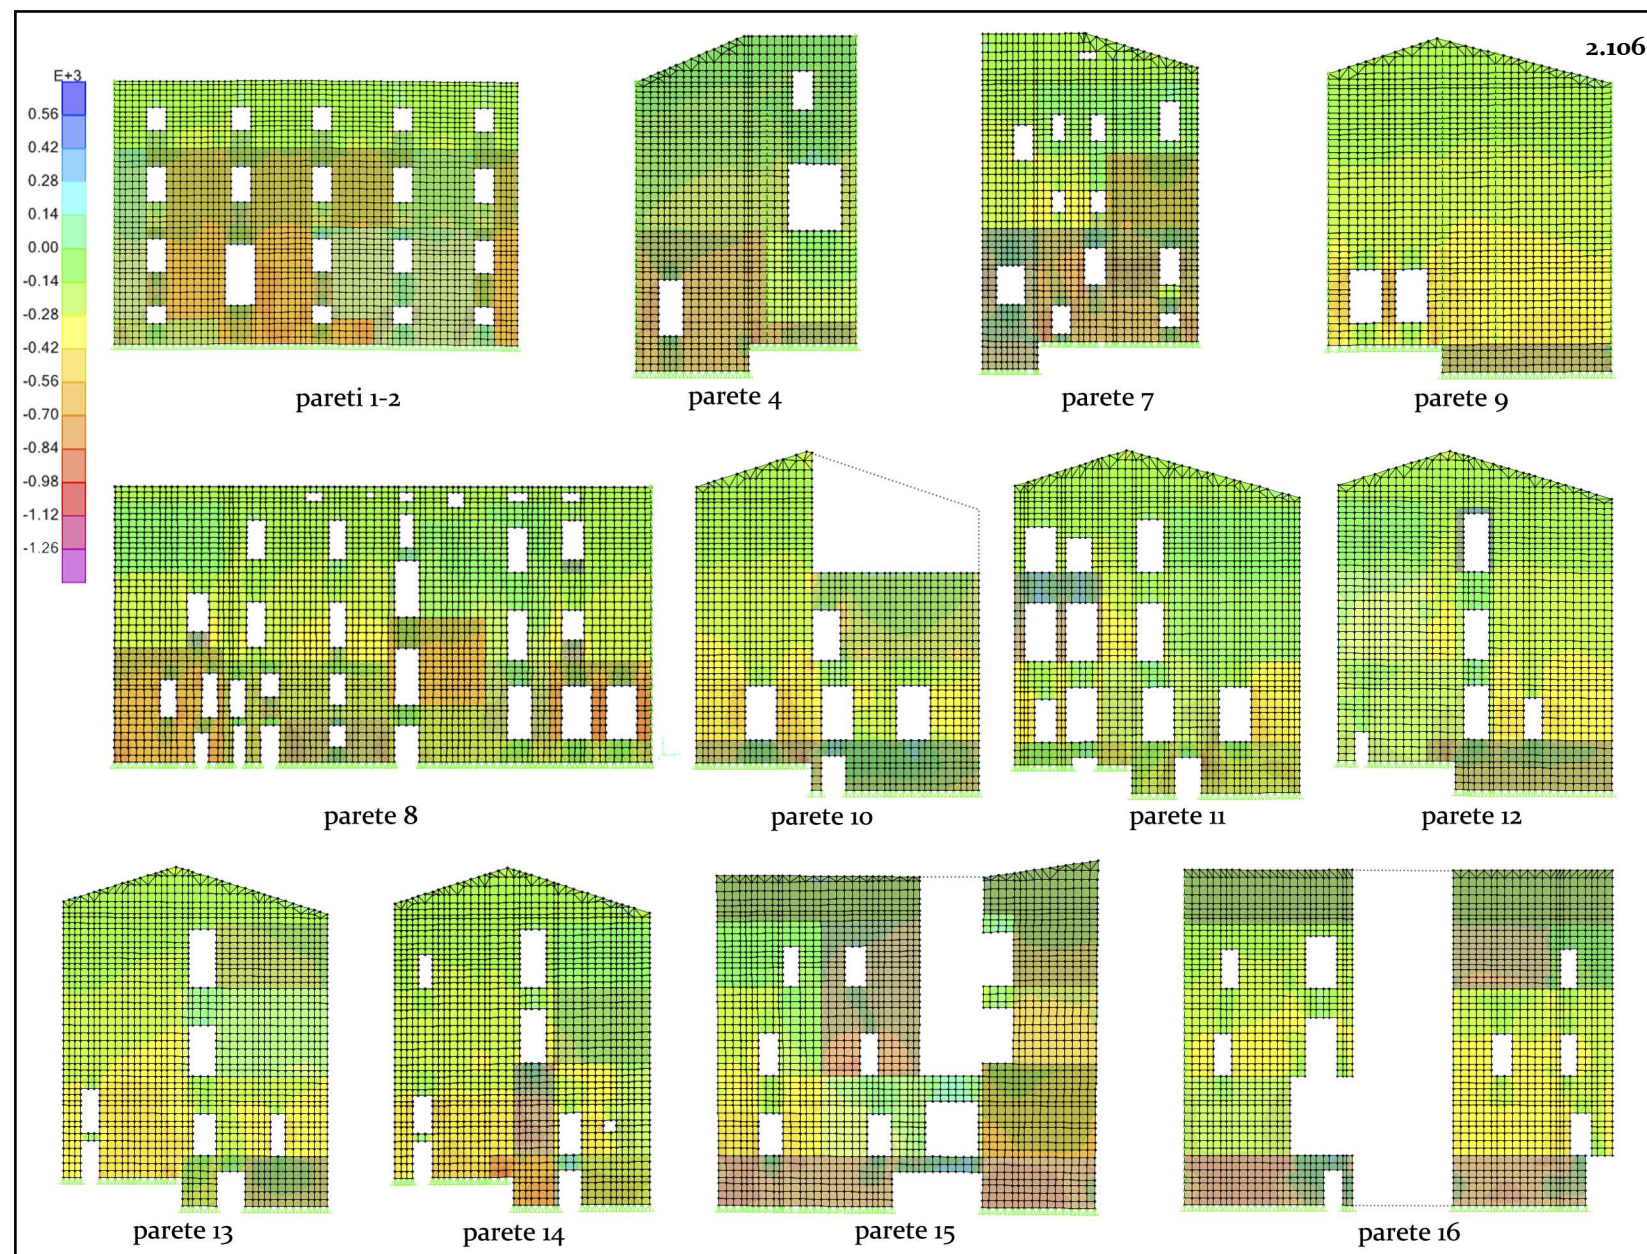 2.106
E+3
0.56
0.42
0.28
0.14
0.00
-0.14
-0.28
-0.42
-0.56
-0.70
-0.84
-0.98
-1.12
-1.26
pareti 1-2
parete 4
parete 7
parete 9
parete 8
parete 10
parete 11
parete 12
parete 13
parete 14
parete 15
parete 16